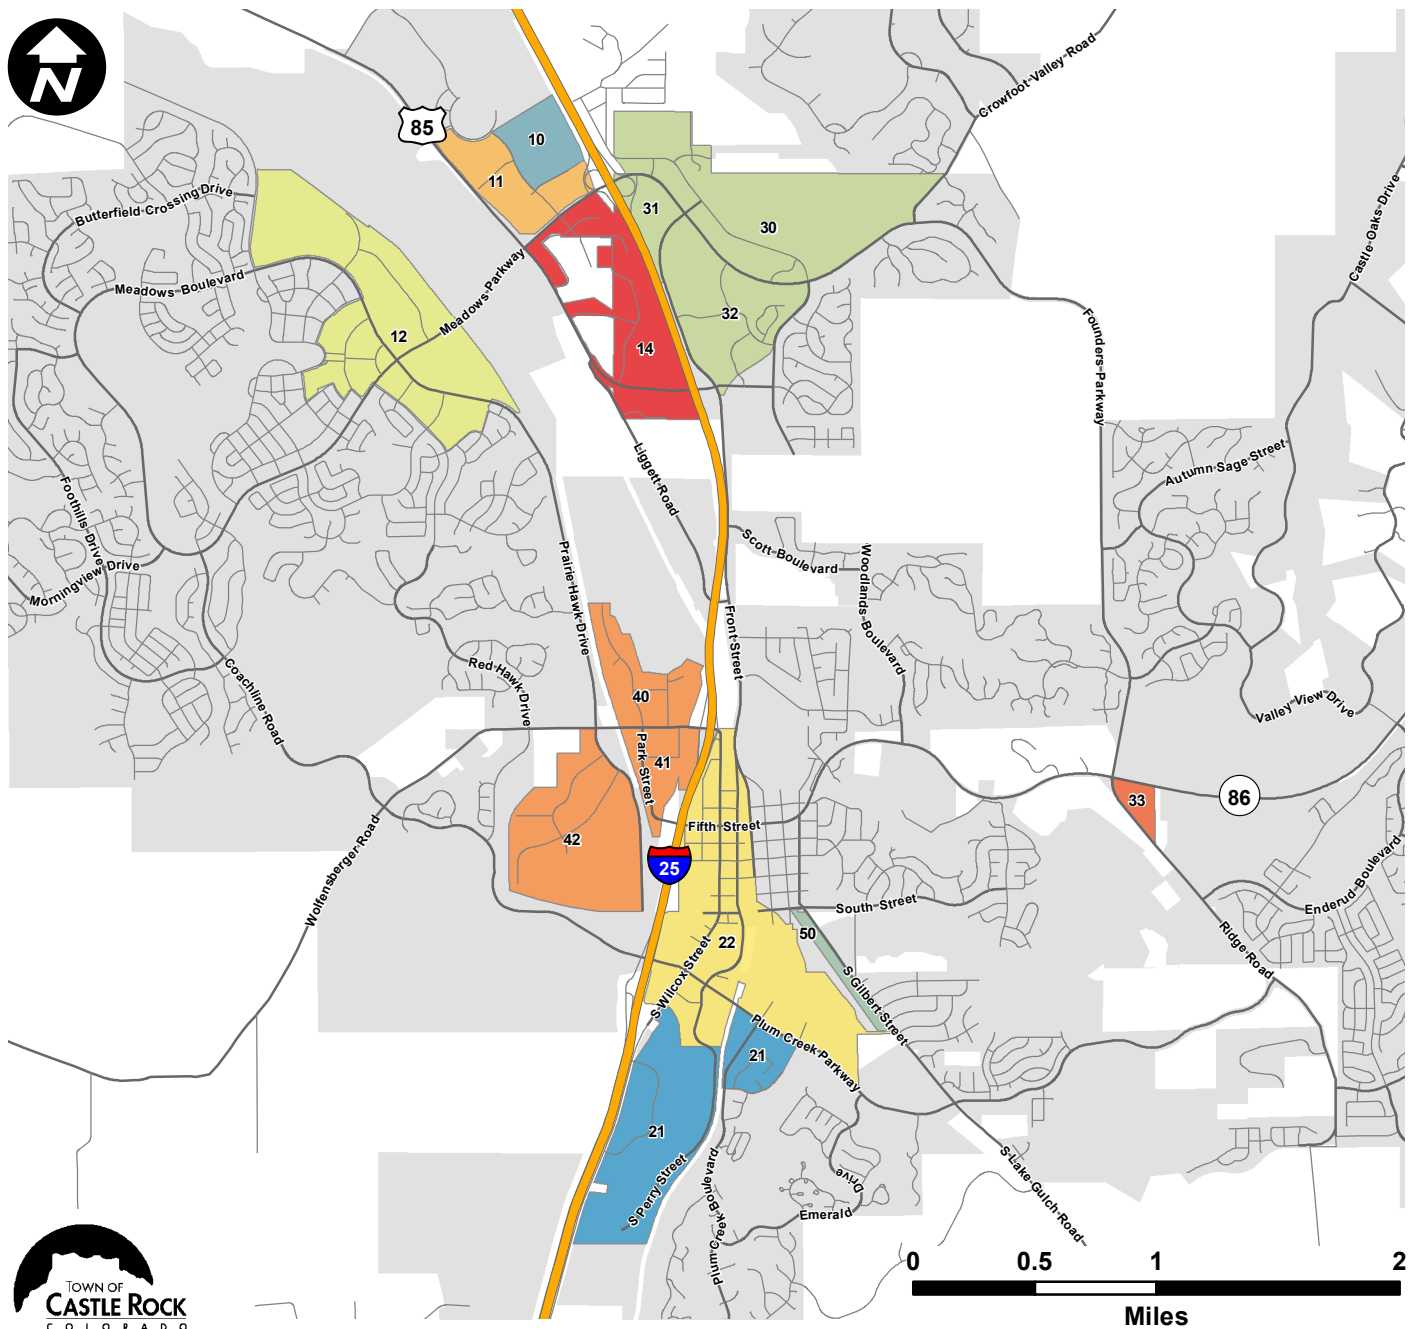 N
85
10
11
Crowfoot Valley Road
Butterfield Crossing Drive
31
30
Castle Oaks Drive
Meadows Boulevard
Meadows Parkway
12
32
14
Founders Parkway
Liggett Road
Autumn Sage Street
Foothills Drive
Morningview Drive
Prairie Hawk Drive
Scott Boulevard
Woodlands Boulevard
Front Street
Coachline Road
Red Hawk Drive
40
Valley View Drive
Park Street
41
33
86
Fifth Street
42
25
Wolfensberger Road
Enderud Boulevard
South Street
50
22
S Wilcox Street
S Gilbert Street
Ridge Road
Plum Creek Parkway
21
21
S Perry Street
Plum Creek Boulevard
Emerald
Drive
S Lake Gulch Road
0 0.5 1 2
Miles
TOWN OF
CASTLE ROCK
COLORADO